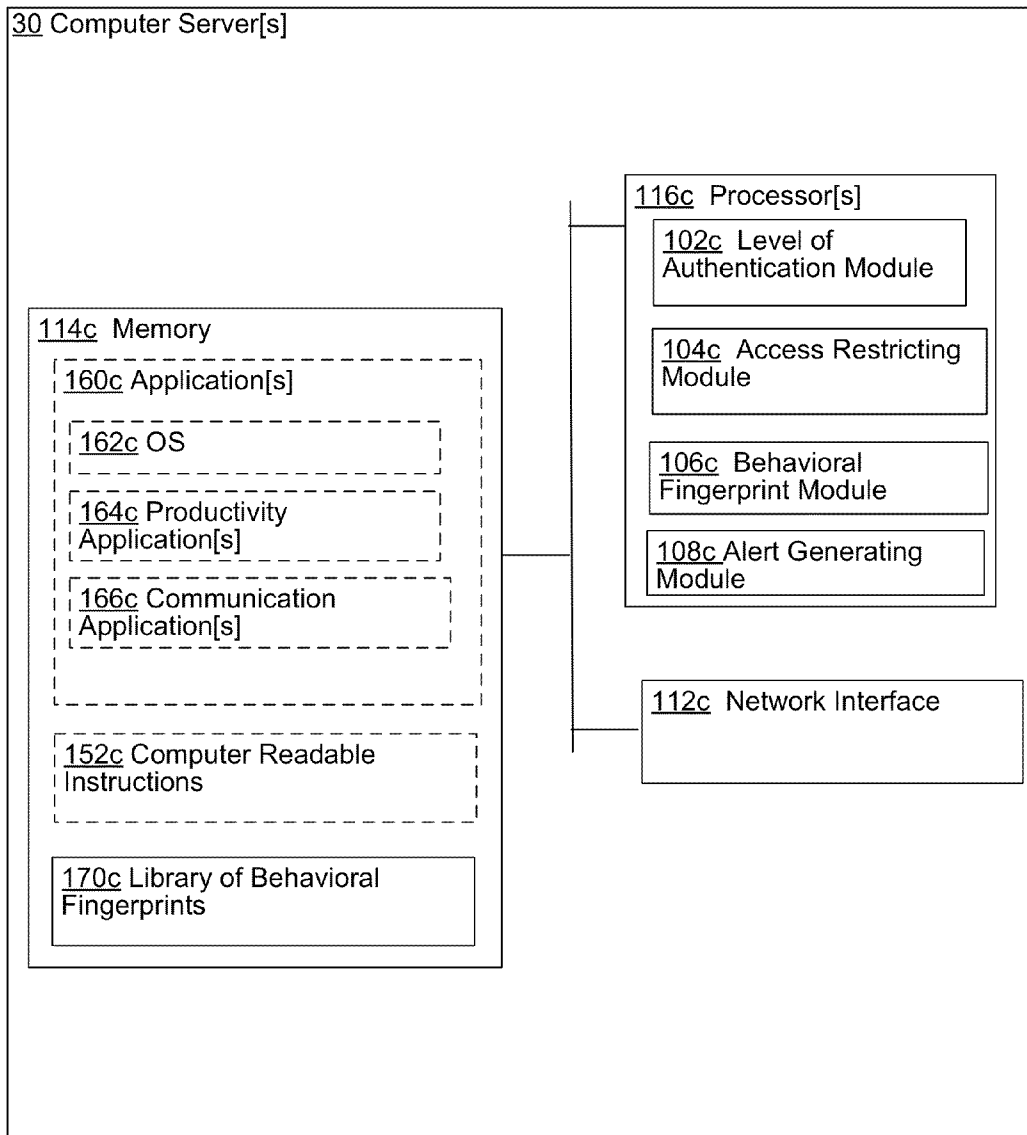 30 Computer Server[s]
116c Processor[s]
102c Level of
Authentication Module
104c Access Restricting
Module
106c Behavioral
Fingerprint Module
108c Alert Generating
Module
114c Memory
160c Application[s]
162c OS
164c Productivity
Application[s]
166c Communication
Application[s]
152c Computer Readable
Instructions
170c Library of Behavioral
Fingerprints
112c Network Interface